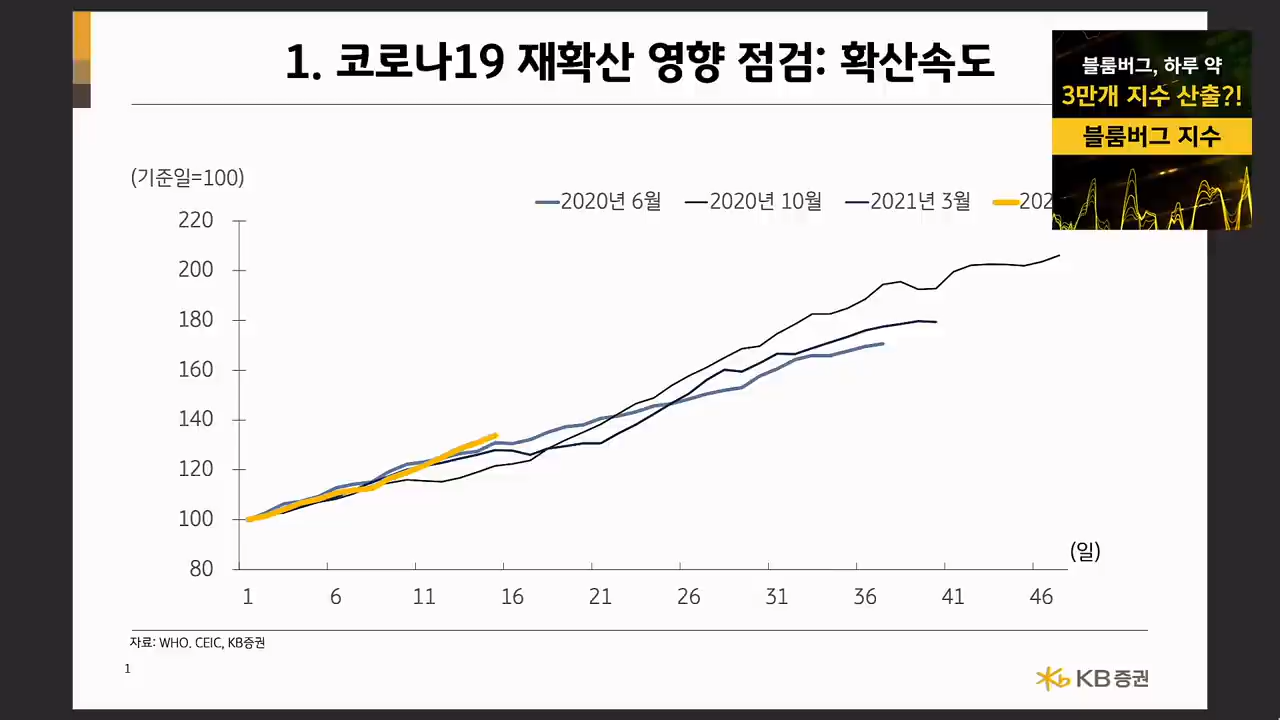 1. 코로나19 재확산 영향 점검: 확산속도
블룸버그, 하루 약
3만개 지수 산출?!
블룸버그 지수
(기준일=100)
2020년 6월 2020년 10월 2021년 3월
220
200
180
160
140
120
100
80
(일)
1 6 11 16 21 26 31 36 41 46
자료: WHO. CEIC, KB증권
1
KB증권